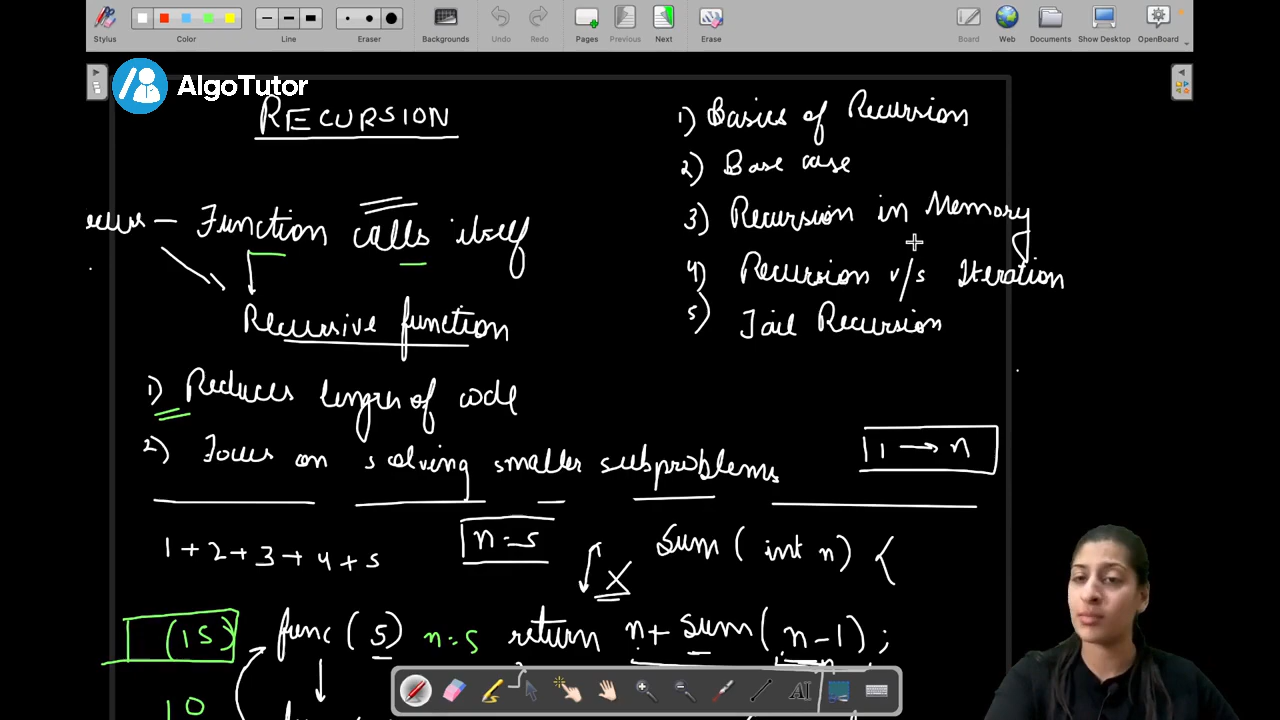 Stylus Color Line Eraser Backgrounds Undo Redo Pages Previous Next Erase Board Web Documents Show Desktop OpenBoard
AlgoTutor
RECURSION
1) Basics of Recursion
2) Base case
3) Recursion in Memory
4) Recursion v/s Iteration
5) Tail Recursion
— Function calls itself
Recursive function
1) Reduces length of code
2) Focus on solving smaller subproblems
1 → n
1 + 2 + 3 + 4 + 5
n = 5
sum ( int n) {
X
(15)
func ( 5 ) n = 5
return n + sum ( n - 1 ) ;
10